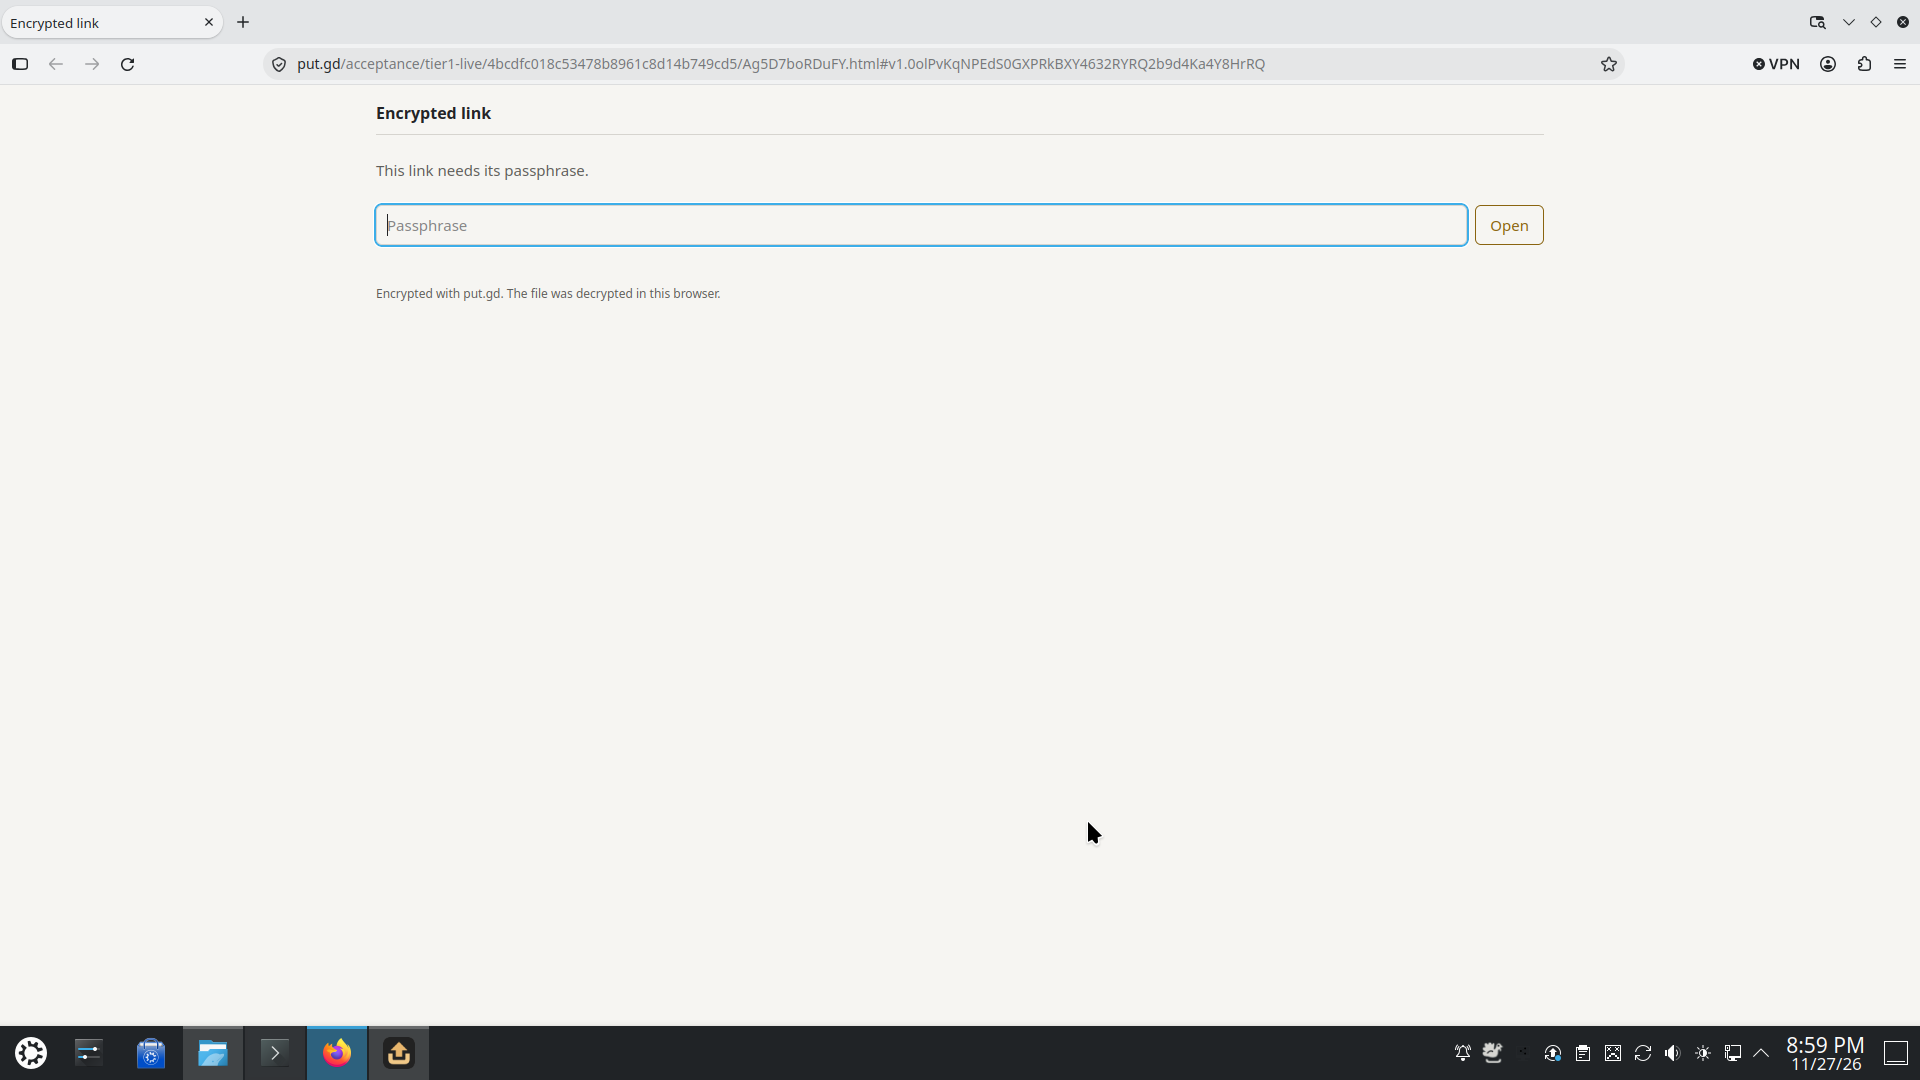 Encrypted link
put.gd/acceptance/tier1-live/4bcdfc018c53478b8961c8d14b749cd5/Ag5D7boRDuFY.html#v1.0olPvKqNPEdS0GXPRkBXY4632RYRQ2b9d4Ka4Y8HrRQ
VPN
Encrypted link
This link needs its passphrase.
Passphrase
Open
Encrypted with put.gd. The file was decrypted in this browser.
8:59 PM
11/27/26